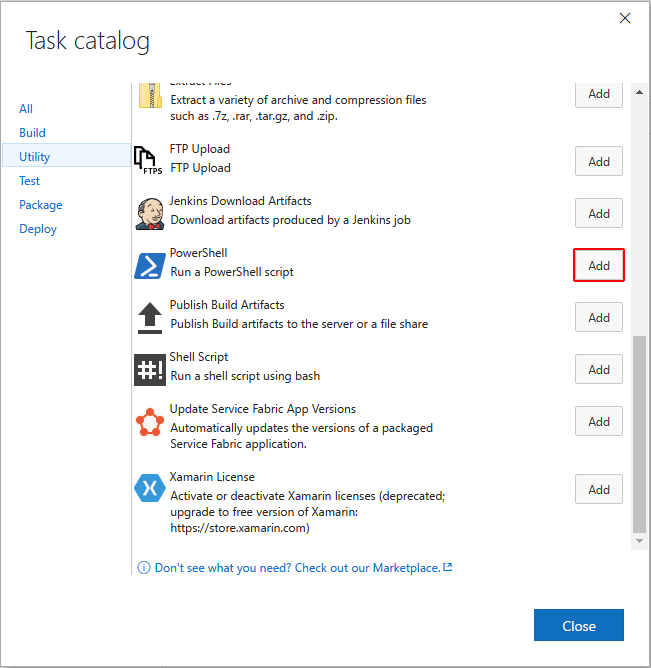 Task catalog
All
Build
Utility
Test
Package
Deploy
Extract Files
Extract a variety of archive and compression files
such as .7z, .rar, .tar.gz, and .zip.
Add
FTPS
FTP Upload
FTP Upload
Add
Jenkins Download Artifacts
Download artifacts produced by a Jenkins job
Add
PowerShell
Run a PowerShell script
Add
Publish Build Artifacts
Publish Build artifacts to the server or a file share
Add
#!
Shell Script
Run a shell script using bash
Add
Update Service Fabric App Versions
Automatically updates the versions of a packaged
Service Fabric application.
Add
Xamarin License
Activate or deactivate Xamarin licenses (deprecated;
upgrade to free version of Xamarin:
https://store.xamarin.com)
Add
Don't see what you need? Check out our Marketplace.
Close